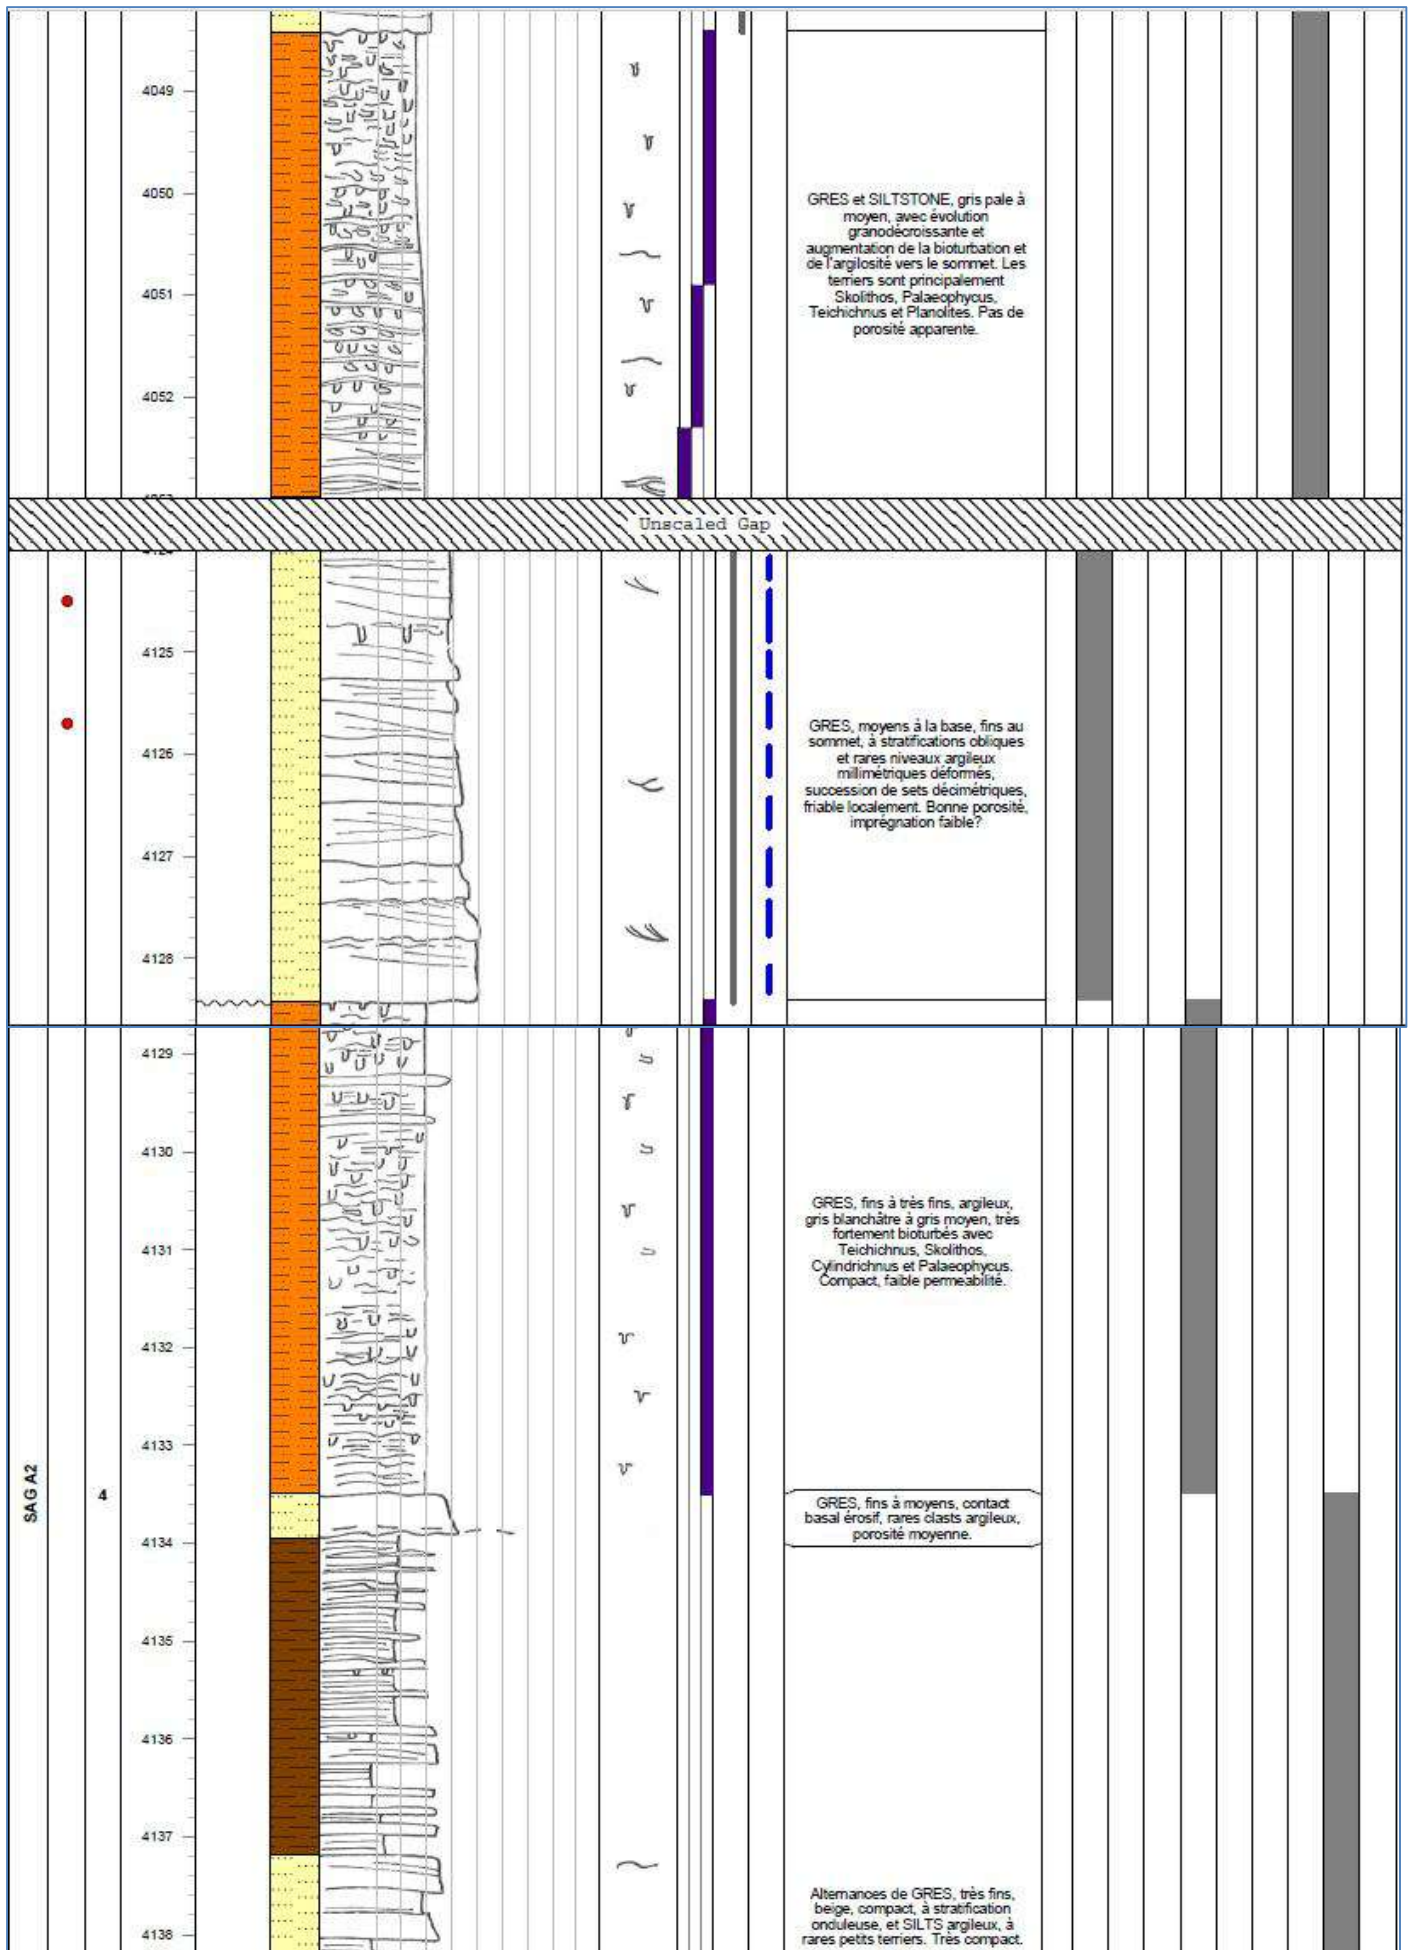 4049
4050
GRES et SILTSTONE, gris pale à
moyen, avec évolution
granodécroissante et
augmentation de la bioturbation et
de l'argilosité vers le sommet. Les
terriers sont principalement
Skolithos, Palaeophycus,
Teichichnus et Planolites. Pas de
porosité apparente.
4051
4052
Unscaled Gap
4125
GRES, moyens à la base, fins au
sommet, à stratifications obliques
et rares niveaux argileux
millimétriques déformés,
succession de sets décimétriques,
friable localement. Bonne porosité,
imprégnation faible?
4126
4127
4128
4129
4130
GRES, fins à très fins, argileux,
gris blanchâtre à gris moyen, très
fortement bioturbés avec
Teichichnus, Skolithos,
Cylindrichnus et Palaeophycus.
Compact, faible permeabilité.
4131
4132
4133
SAG A2
4
GRES, fins à moyens, contact
basal érosif, rares clasts argileux,
porosité moyenne.
4134
4135
4136
4137
Alternances de GRES, très fins,
beige, compact, à stratification
onduleuse, et SILTS argileux, à
rares petits terriers. Très compact.
4138